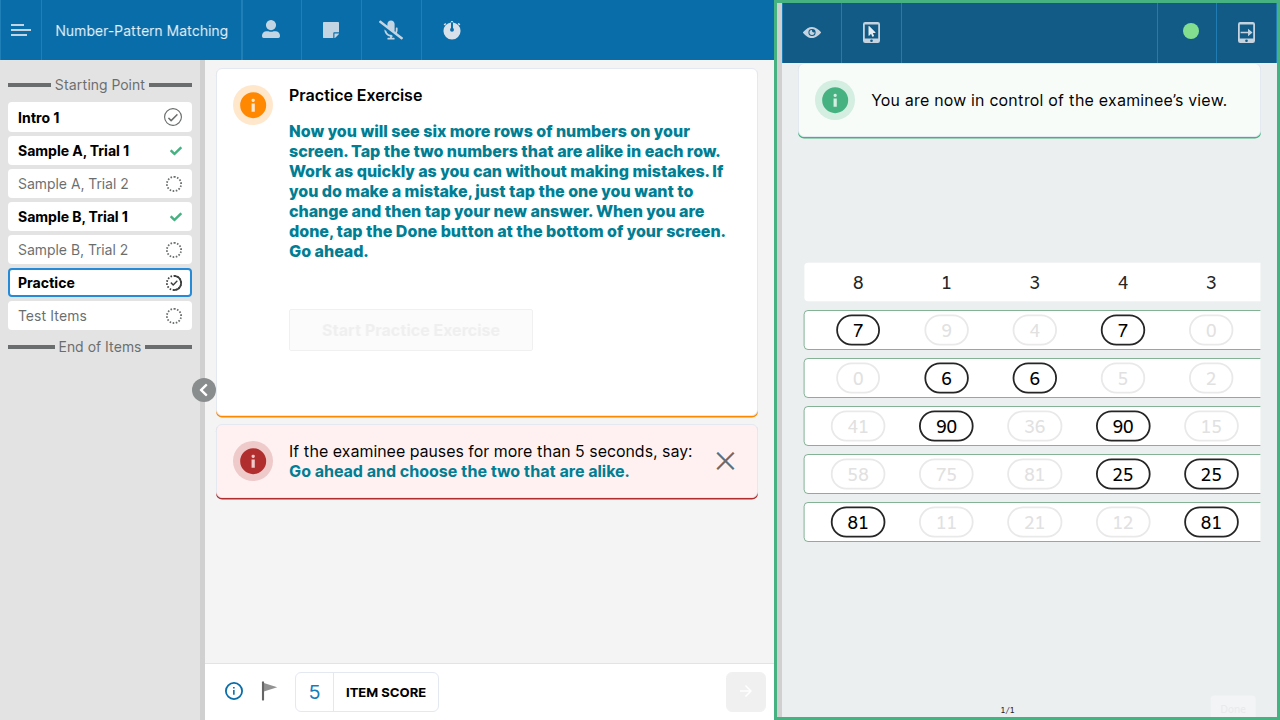 Number-Pattern Matching
Starting Point
Intro 1
Sample A, Trial 1
Sample A, Trial 2
Sample B, Trial 1
Sample B, Trial 2
Practice
Test Items
End of Items
Practice Exercise
Now you will see six more rows of numbers on your
screen. Tap the two numbers that are alike in each row.
Work as quickly as you can without making mistakes. If
you do make a mistake, just tap the one you want to
change and then tap your new answer. When you are
done, tap the Done button at the bottom of your screen.
Go ahead.
Start Practice Exercise
If the examinee pauses for more than 5 seconds, say:
Go ahead and choose the two that are alike.
5 ITEM SCORE
You are now in control of the examinee's view.
8 1 3 4 3
7 9 4 7 0
0 6 6 5 2
41 90 36 90 15
58 75 81 25 25
81 11 21 12 81
1/1
Done